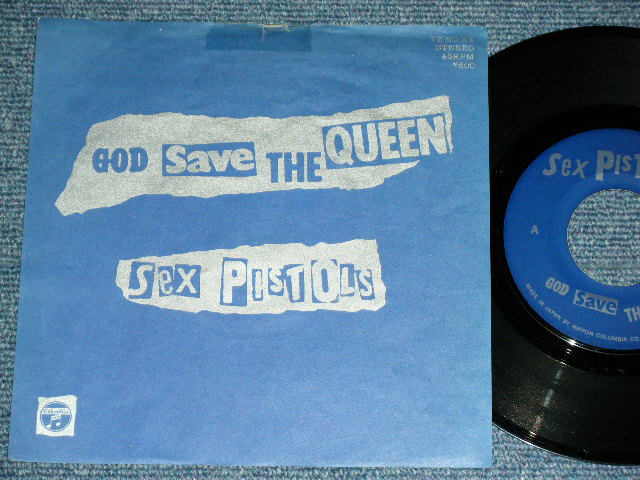 STEREO
45RPM
¥600
GOD Save THE QUEEN
Sex PISTOLS
Columbia
Sex PIST
A
GOD Save TH
MADE IN JAPAN BY NIPPON COLUMBIA CO.